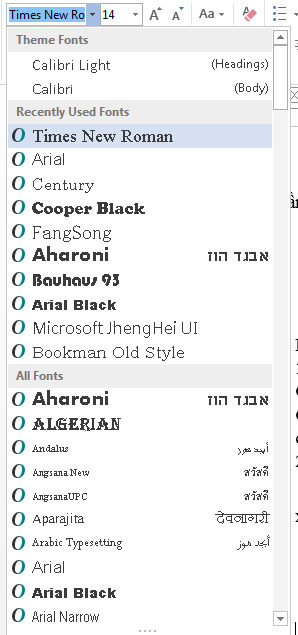 Times New Ro 14 A A Aa A
Theme Fonts
Calibri Light (Headings)
Calibri (Body)
Recently Used Fonts
O Times New Roman
O Arial
O Century
O Cooper Black
O FangSong
O Aharoni אבגד הוז
O Bauhaus 93
O Arial Black
O Microsoft JhengHei UI
O Bookman Old Style
All Fonts
O Aharoni אבגד הוז
O ALGERIAN
O Andalus أبجد هوز
O Angsana New สวัสดี
O AngsanaUPC สวัสดี
O Aparajita देवनागरी
O Arabic Typesetting أبجد هوز
O Arial
O Arial Black
O Arial Narrow